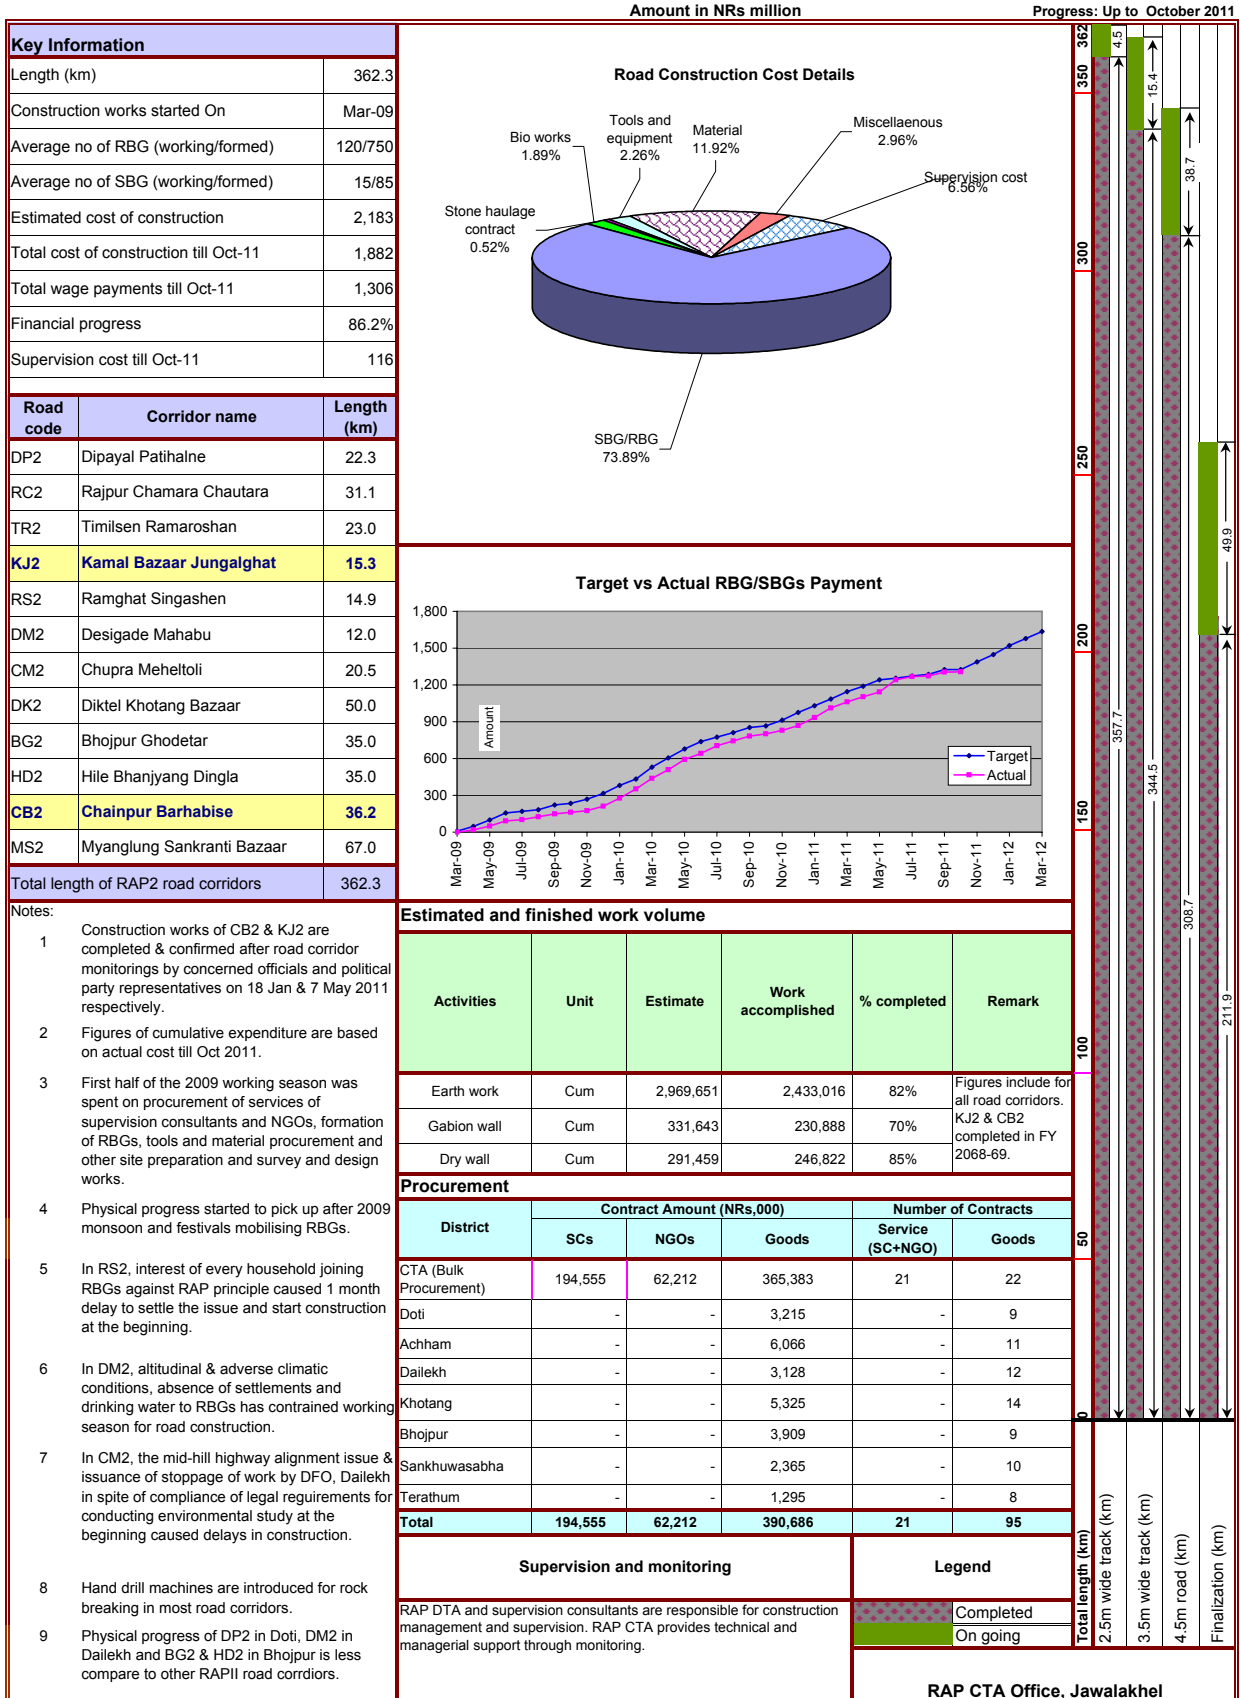 Amount in NRs million
Progress: Up to October 2011
Key Information
Length (km) 362.3
Construction works started On Mar-09
Average no of RBG (working/formed) 120/750
Average no of SBG (working/formed) 15/85
Estimated cost of construction 2,183
Total cost of construction till Oct-11 1,882
Total wage payments till Oct-11 1,306
Financial progress 86.2%
Supervision cost till Oct-11 116
Road code Corridor name Length (km)
DP2 Dipayal Patihalne 22.3
RC2 Rajpur Chamara Chautara 31.1
TR2 Timilsen Ramaroshan 23.0
KJ2 Kamal Bazaar Jungalghat 15.3
RS2 Ramghat Singashen 14.9
DM2 Desigade Mahabu 12.0
CM2 Chupra Meheltoli 20.5
DK2 Diktel Khotang Bazaar 50.0
BG2 Bhojpur Ghodetar 35.0
HD2 Hile Bhanjyang Dingla 35.0
CB2 Chainpur Barhabise 36.2
MS2 Myanglung Sankranti Bazaar 67.0
Total length of RAP2 road corridors 362.3
Notes:
1 Construction works of CB2 & KJ2 are
completed & confirmed after road corridor
monitorings by concerned officials and political
party representatives on 18 Jan & 7 May 2011
respectively.
2 Figures of cumulative expenditure are based
on actual cost till Oct 2011.
3 First half of the 2009 working season was
spent on procurement of services of
supervision consultants and NGOs, formation
of RBGs, tools and material procurement and
other site preparation and survey and design
works.
4 Physical progress started to pick up after 2009
monsoon and festivals mobilising RBGs.
5 In RS2, interest of every household joining
RBGs against RAP principle caused 1 month
delay to settle the issue and start construction
at the beginning.
6 In DM2, altitudinal & adverse climatic
conditions, absence of settlements and
drinking water to RBGs has contrained working
season for road construction.
7 In CM2, the mid-hill highway alignment issue &
issuance of stoppage of work by DFO, Dailekh
in spite of compliance of legal reguirements for
conducting environmental study at the
beginning caused delays in construction.
8 Hand drill machines are introduced for rock
breaking in most road corridors.
9 Physical progress of DP2 in Doti, DM2 in
Dailekh and BG2 & HD2 in Bhojpur is less
compare to other RAPII road corrdiors.
Road Construction Cost Details
Stone haulage
contract
0.52%
Bio works
1.89%
Tools and
equipment
2.26%
Material
11.92%
Miscellaenous
2.96%
Supervision cost
6.56%
SBG/RBG
73.89%
Target vs Actual RBG/SBGs Payment
1,800
1,500
1,200
900
600
300
0
Amount
Target
Actual
Mar-09 May-09 Jul-09 Sep-09 Nov-09 Jan-10 Mar-10 May-10 Jul-10 Sep-10 Nov-10 Jan-11 Mar-11 May-11 Jul-11 Sep-11 Nov-11 Jan-12 Mar-12
Estimated and finished work volume
Activities Unit Estimate Work accomplished % completed Remark
Earth work Cum 2,969,651 2,433,016 82%
Gabion wall Cum 331,643 230,888 70%
Dry wall Cum 291,459 246,822 85%
Figures include for
all road corridors.
KJ2 & CB2
completed in FY
2068-69.
Procurement
District Contract Amount (NRs,000) Number of Contracts
SCs NGOs Goods Service (SC+NGO) Goods
CTA (Bulk Procurement) 194,555 62,212 365,383 21 22
Doti - - 3,215 - 9
Achham - - 6,066 - 11
Dailekh - - 3,128 - 12
Khotang - - 5,325 - 14
Bhojpur - - 3,909 - 9
Sankhuwasabha - - 2,365 - 10
Terathum - - 1,295 - 8
Total 194,555 62,212 390,686 21 95
Supervision and monitoring
RAP DTA and supervision consultants are responsible for construction
management and supervision. RAP CTA provides technical and
managerial support through monitoring.
Legend
Completed
On going
RAP CTA Office, Jawalakhel
362
350
300
250
200
150
100
50
0
Total length (km)
4.5
357.7
2.5m wide track (km)
15.4
344.5
3.5m wide track (km)
38.7
308.7
4.5m road (km)
49.9
211.9
Finalization (km)